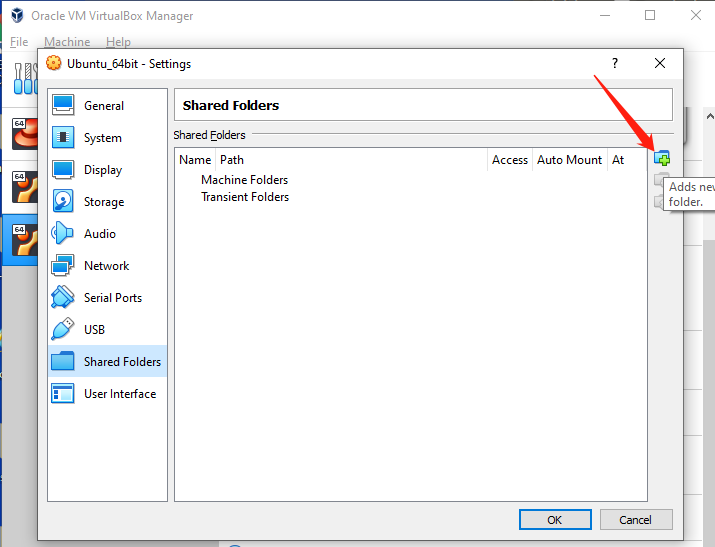 Oracle VM VirtualBox Manager
File Machine Help
Ubuntu_64bit - Settings
?
General
System
Display
Storage
Audio
Network
Serial Ports
USB
Shared Folders
User Interface
Shared Folders
Shared Folders
Name Path Access Auto Mount At
Machine Folders
Transient Folders
Adds new
folder.
64
64
64
OK Cancel